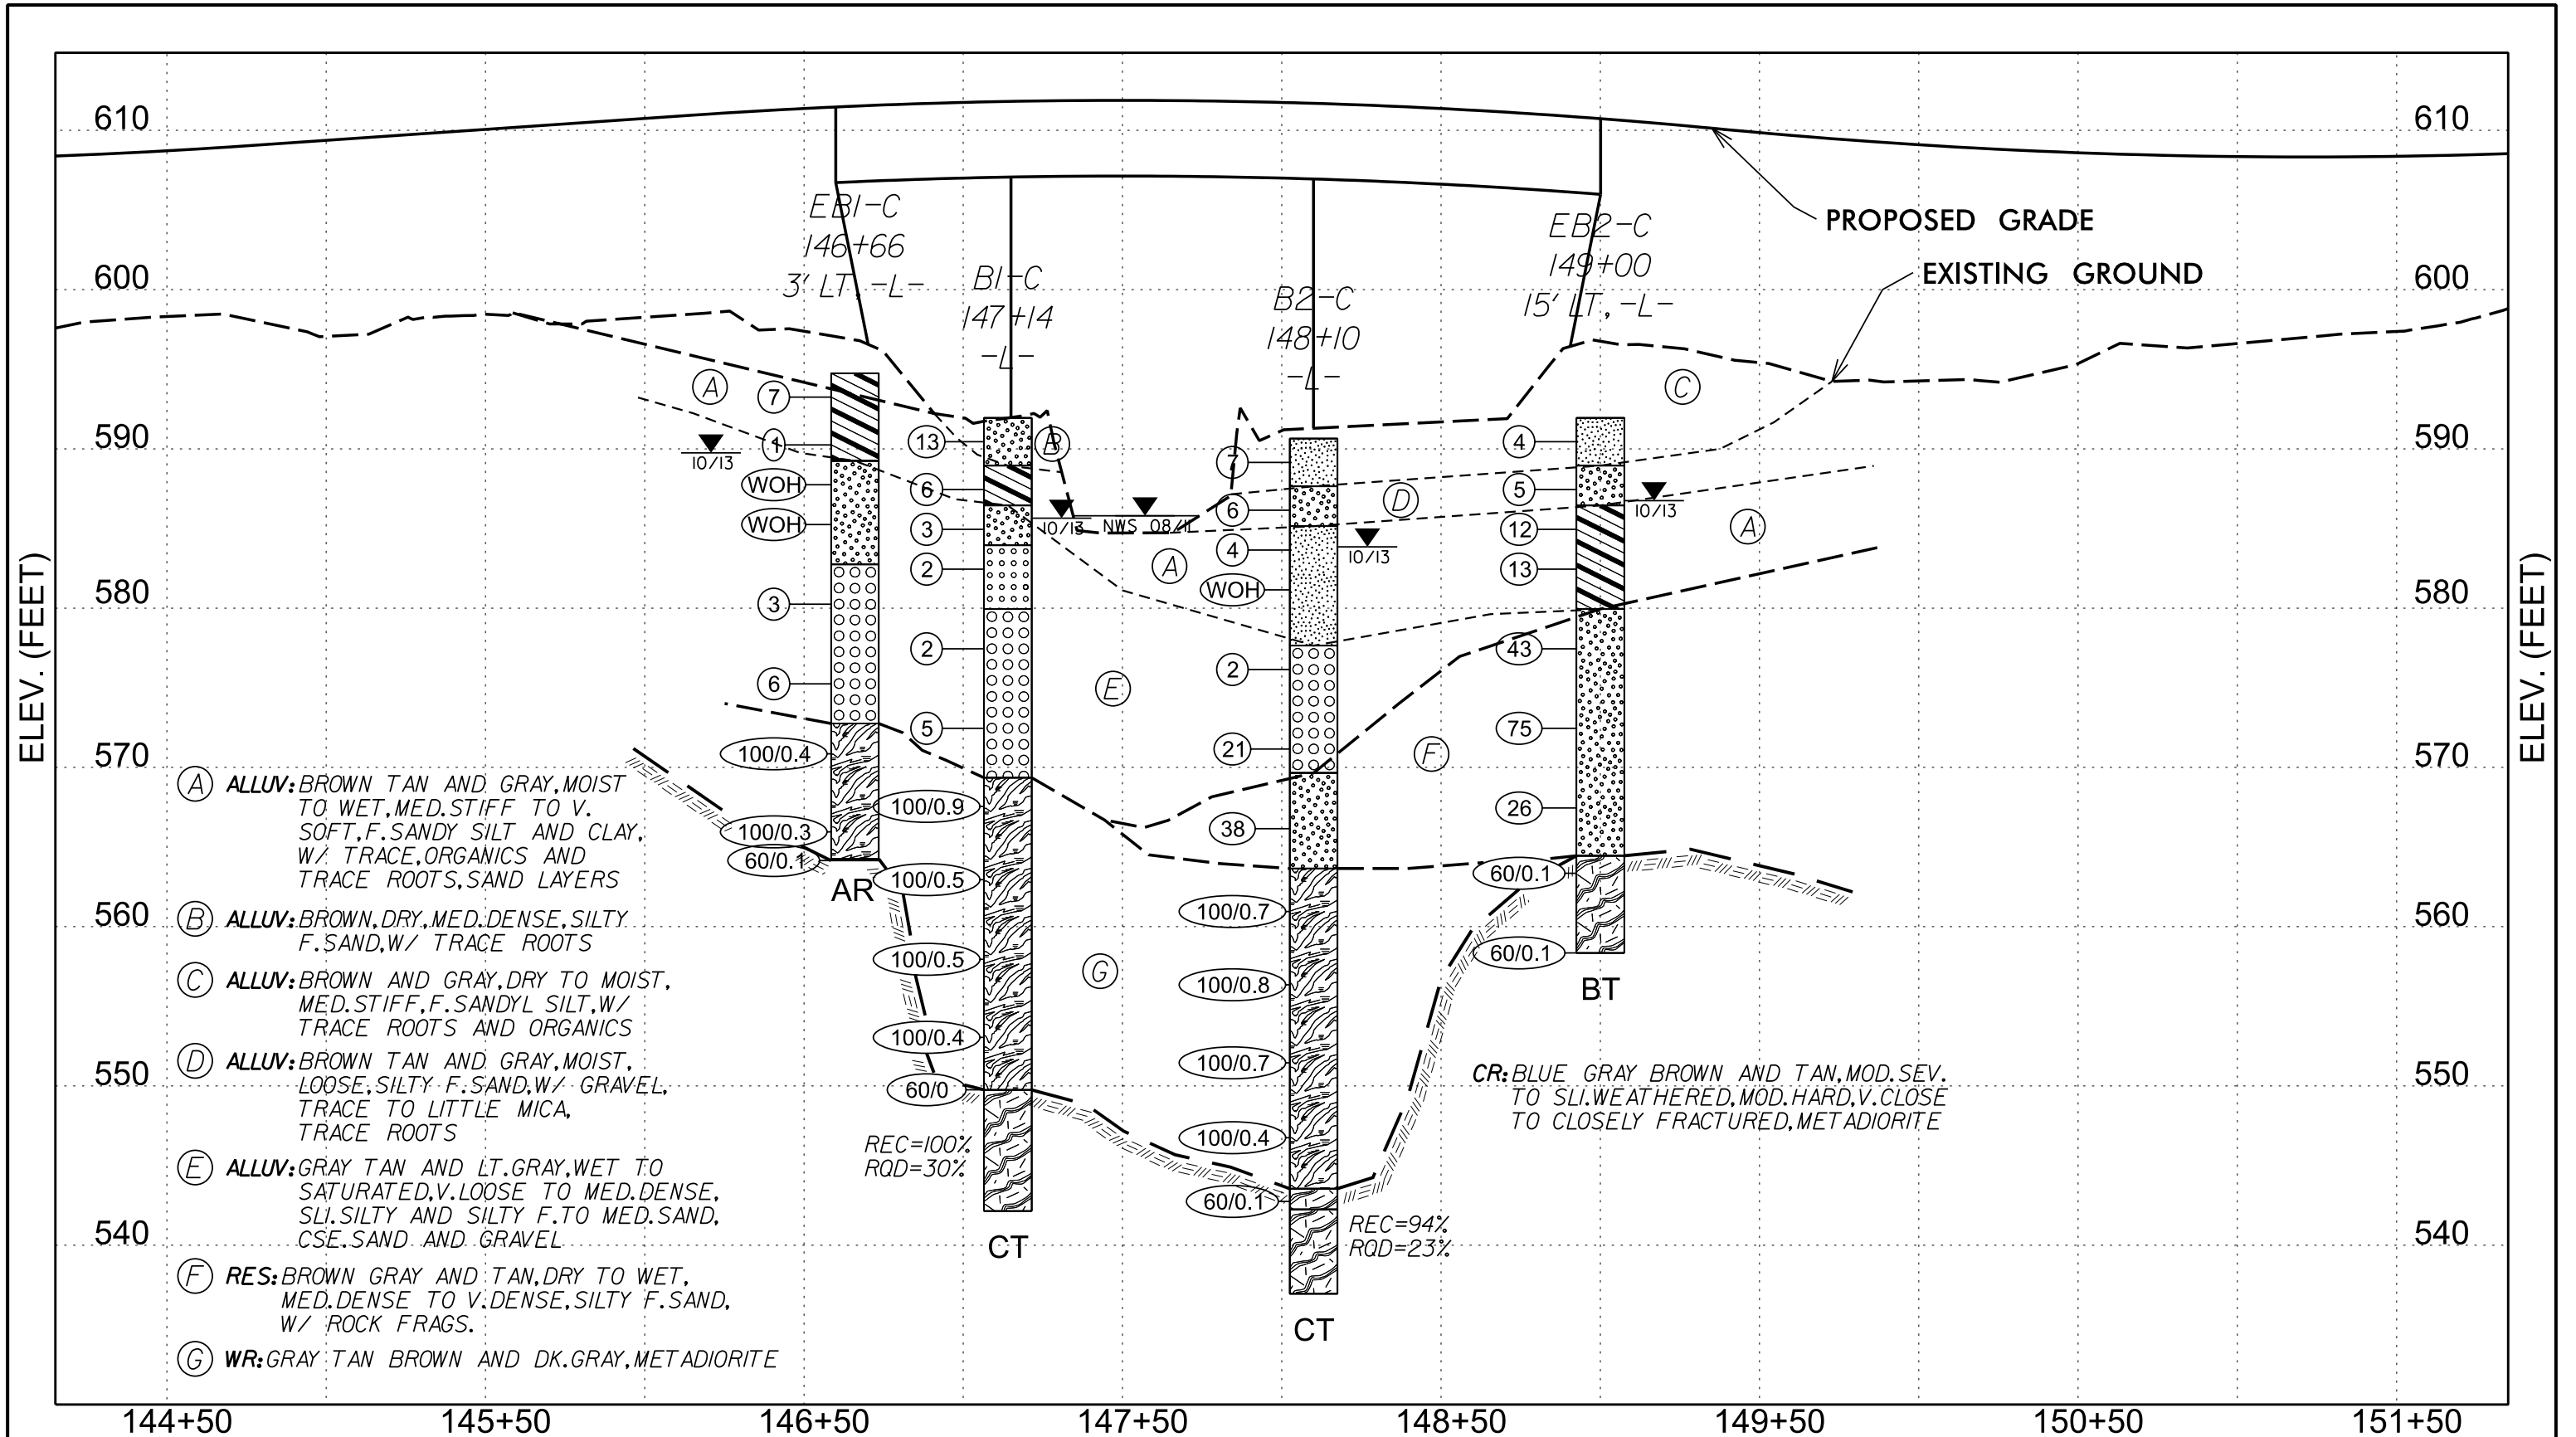 610
610
600
600
590
590
580
580
570
570
560
560
550
550
540
540
ELEV. (FEET)
ELEV. (FEET)
PROPOSED GRADE
EXISTING GROUND
EB1-C
146+66
3' LT, -L-
B1-C
147+14
-L-
B2-C
148+10
-L-
EB2-C
149+00
15' LT, -L-
7
1
WOH
WOH
3
6
100/0.4
100/0.3
60/0.1
AR
13
6
3
2
2
5
100/0.9
100/0.5
100/0.5
100/0.4
60/0
REC=100%
RQD=30%
CT
7
6
4
WOH
2
21
38
100/0.7
100/0.8
100/0.7
100/0.4
60/0.1
REC=94%
RQD=23%
CT
4
5
12
13
43
75
26
60/0.1
60/0.1
BT
10/13
10/13
NWS 08/11
10/13
10/13
A
B
C
D
A
A
E
F
G
A ALLUV: BROWN TAN AND GRAY, MOIST
TO WET, MED. STIFF TO V.
SOFT, F. SANDY SILT AND CLAY,
W/ TRACE, ORGANICS AND
TRACE ROOTS, SAND LAYERS
B ALLUV: BROWN, DRY, MED. DENSE, SILTY
F. SAND, W/ TRACE ROOTS
C ALLUV: BROWN AND GRAY, DRY TO MOIST,
MED. STIFF, F. SANDYL SILT, W/
TRACE ROOTS AND ORGANICS
D ALLUV: BROWN TAN AND GRAY, MOIST,
LOOSE, SILTY F. SAND, W/ GRAVEL,
TRACE TO LITTLE MICA,
TRACE ROOTS
E ALLUV: GRAY TAN AND LT. GRAY, WET TO
SATURATED, V. LOOSE TO MED. DENSE,
SLI. SILTY AND SILTY F. TO MED. SAND,
CSE. SAND AND GRAVEL
F RES: BROWN GRAY AND TAN, DRY TO WET,
MED. DENSE TO V. DENSE, SILTY F. SAND,
W/ ROCK FRAGS.
G WR: GRAY TAN BROWN AND DK. GRAY, METADIORITE
CR: BLUE GRAY BROWN AND TAN, MOD. SEV.
TO SLI. WEATHERED, MOD. HARD, V. CLOSE
TO CLOSELY FRACTURED, METADIORITE
144+50
145+50
146+50
147+50
148+50
149+50
150+50
151+50